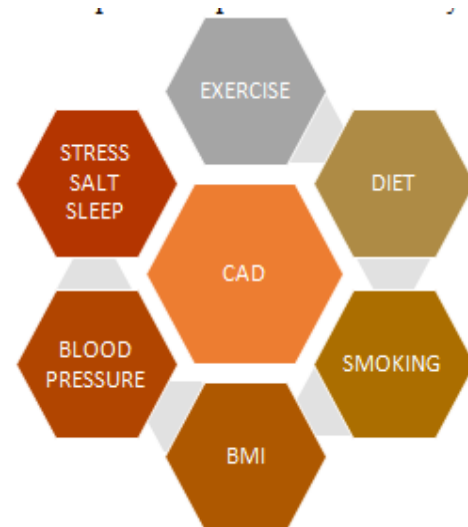 EXERCISE
DIET
SMOKING
BMI
BLOOD
PRESSURE
STRESS
SALT
SLEEP
CAD